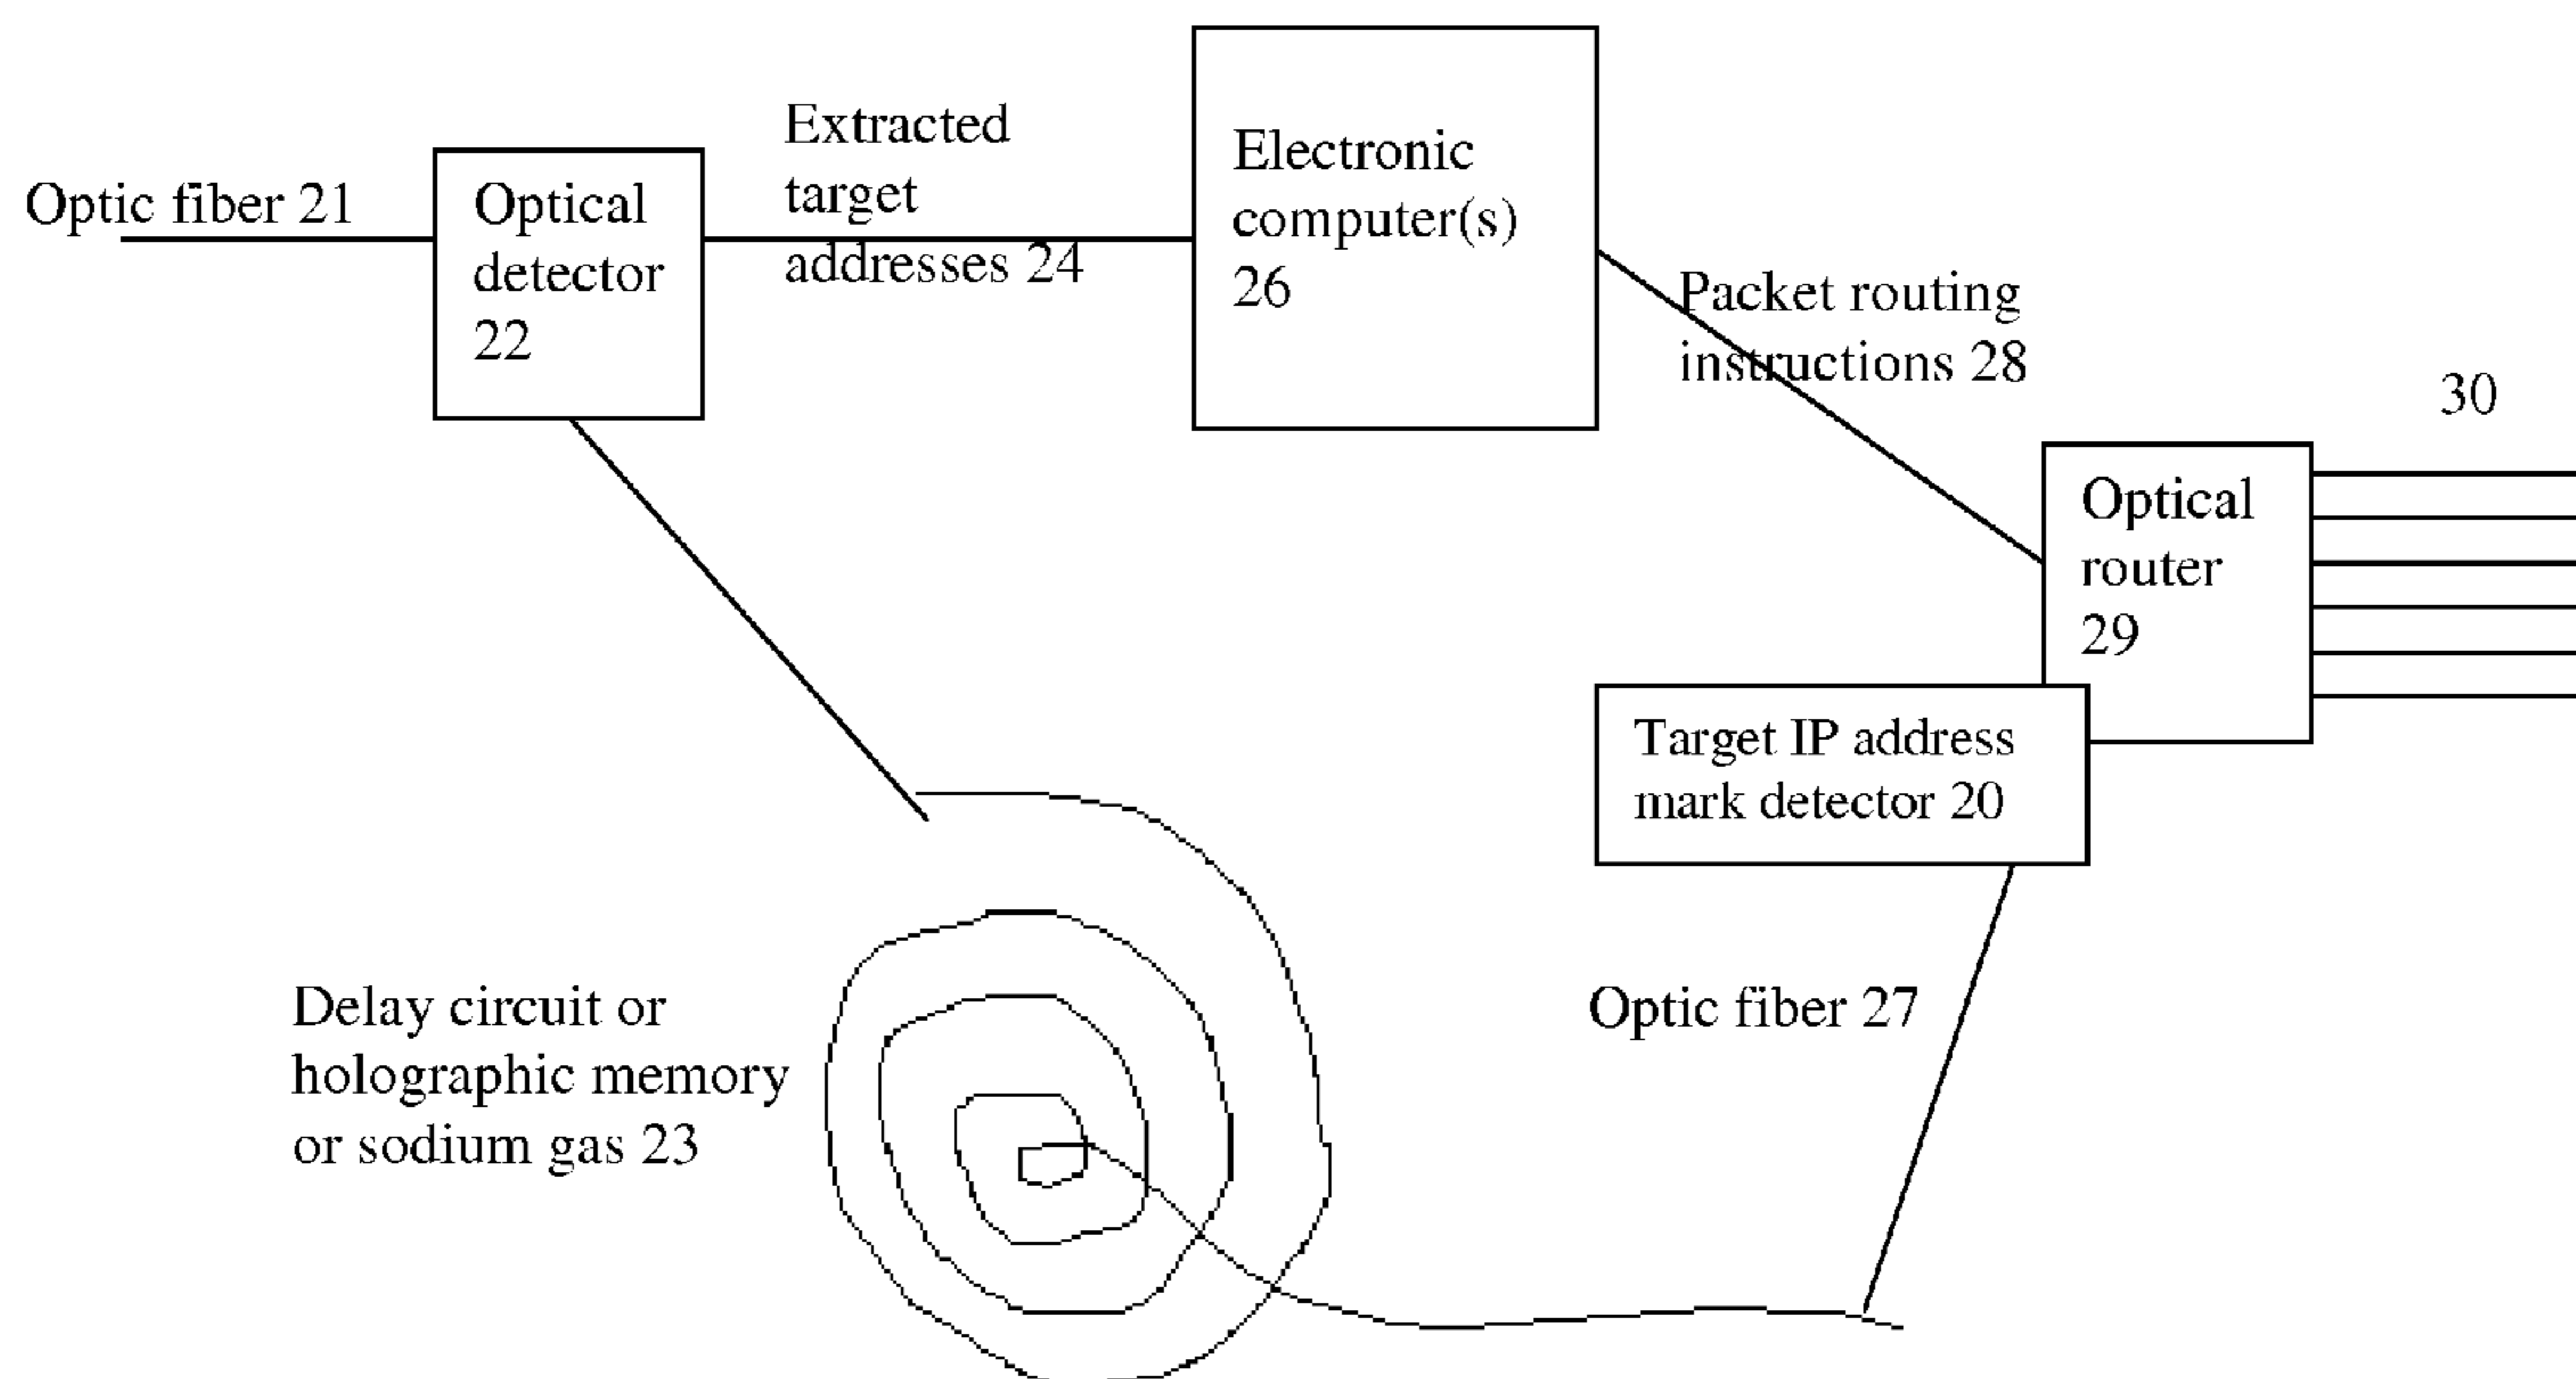 Optic fiber 21
Optical
detector
22
Extracted
target
addresses 24
Electronic
computer(s)
26
Packet routing
instructions 28
30
Optical
router
29
Target IP address
mark detector 20
Optic fiber 27
Delay circuit or
holographic memory
or sodium gas 23